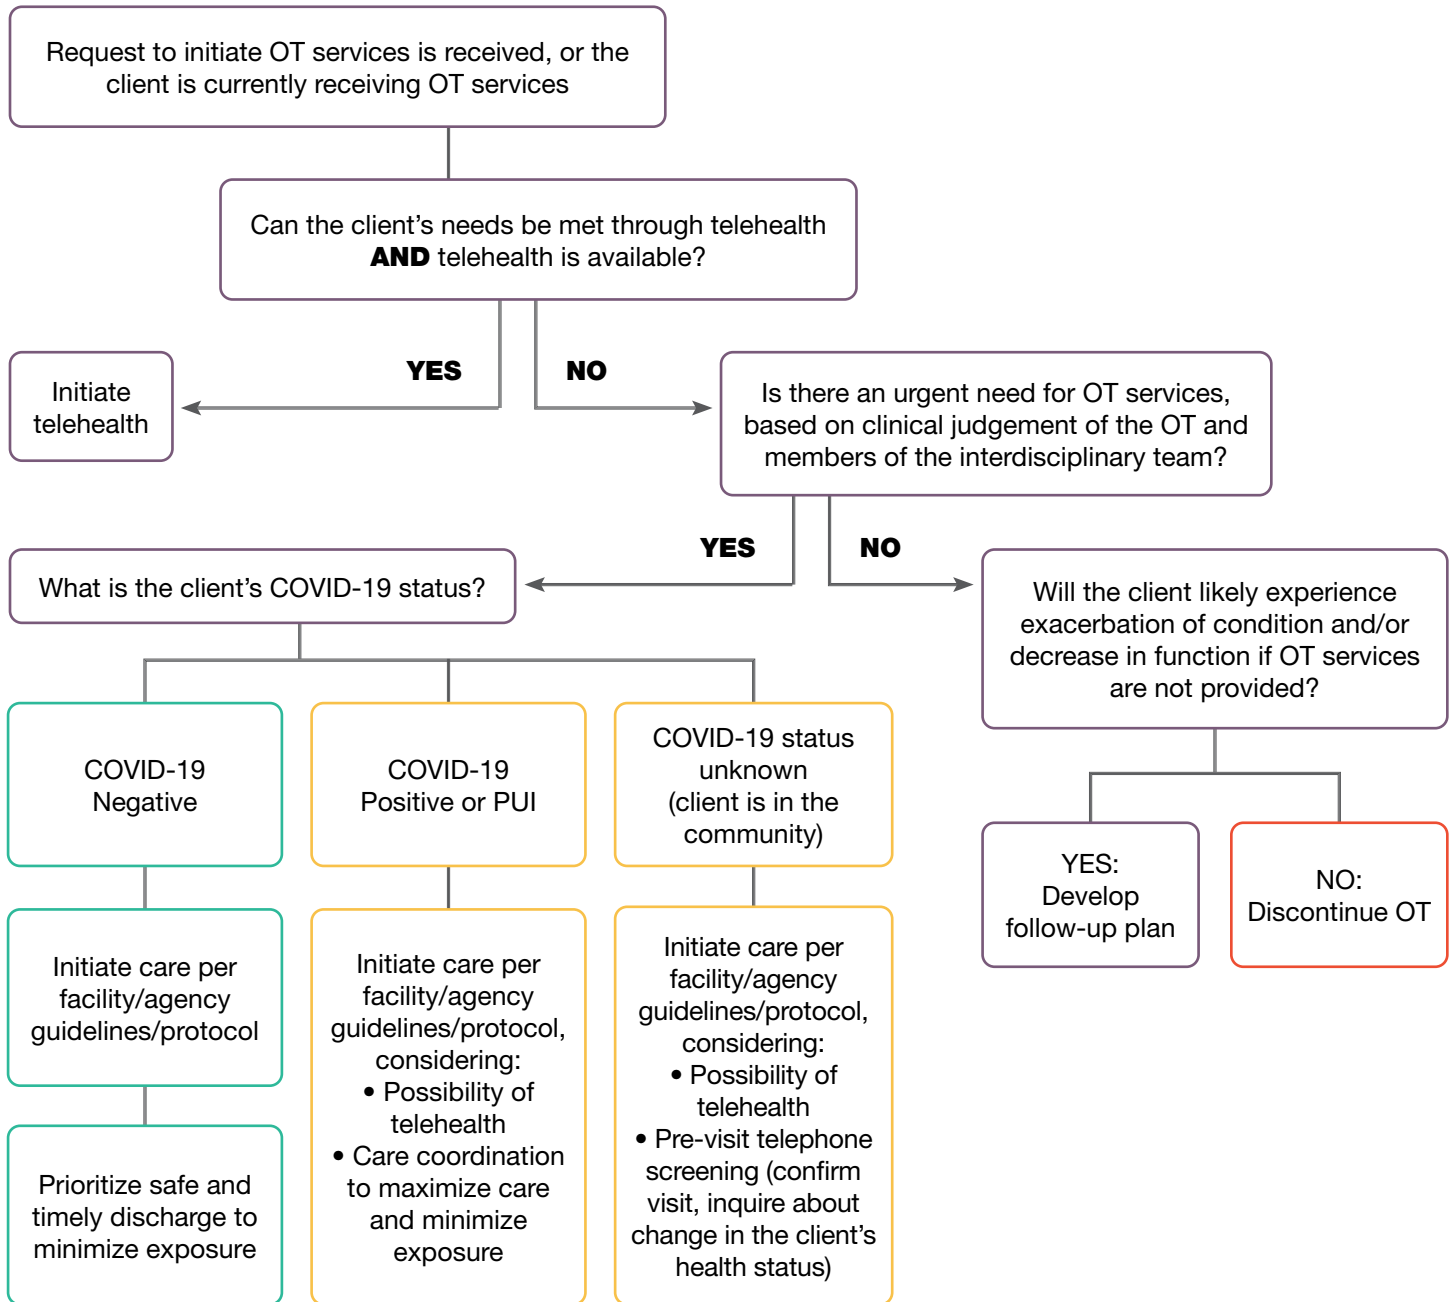 Request to initiate OT services is received, or the
client is currently receiving OT services
Can the client’s needs be met through telehealth
AND telehealth is available?
YES
NO
Initiate
telehealth
Is there an urgent need for OT services,
based on clinical judgement of the OT and
members of the interdisciplinary team?
YES
NO
What is the client’s COVID-19 status?
Will the client likely experience
exacerbation of condition and/or
decrease in function if OT services
are not provided?
COVID-19
Negative
COVID-19
Positive or PUI
COVID-19 status
unknown
(client is in the
community)
YES:
Develop
follow-up plan
NO:
Discontinue OT
Initiate care per
facility/agency
guidelines/protocol
Initiate care per
facility/agency
guidelines/protocol,
considering:
• Possibility of
telehealth
• Care coordination
to maximize care
and minimize
exposure
Initiate care per
facility/agency
guidelines/protocol,
considering:
• Possibility of
telehealth
• Pre-visit telephone
screening (confirm
visit, inquire about
change in the client’s
health status)
Prioritize safe and
timely discharge to
minimize exposure